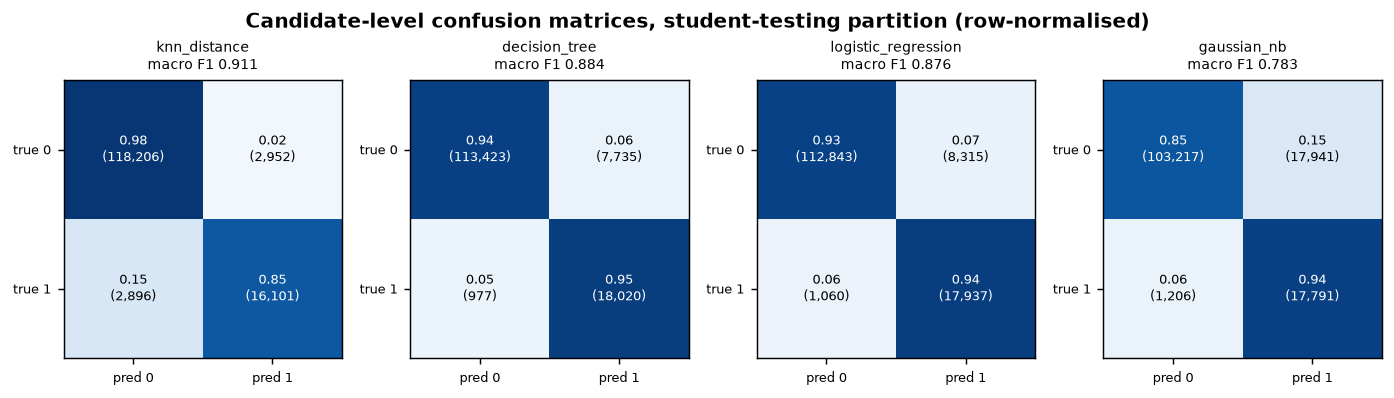 Candidate-level confusion matrices, student-testing partition (row-normalised)
knn_distance
macro F1 0.911
true 0
0.98
(118,206)
0.02
(2,952)
true 1
0.15
(2,896)
0.85
(16,101)
pred 0
pred 1
decision_tree
macro F1 0.884
true 0
0.94
(113,423)
0.06
(7,735)
true 1
0.05
(977)
0.95
(18,020)
pred 0
pred 1
logistic_regression
macro F1 0.876
true 0
0.93
(112,843)
0.07
(8,315)
true 1
0.06
(1,060)
0.94
(17,937)
pred 0
pred 1
gaussian_nb
macro F1 0.783
true 0
0.85
(103,217)
0.15
(17,941)
true 1
0.06
(1,206)
0.94
(17,791)
pred 0
pred 1